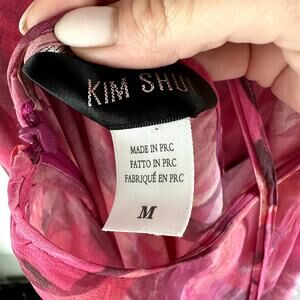 KIM SHUI
MADE IN PRC
FATTO IN PRC
FABRIQUÉ EN PRC
M